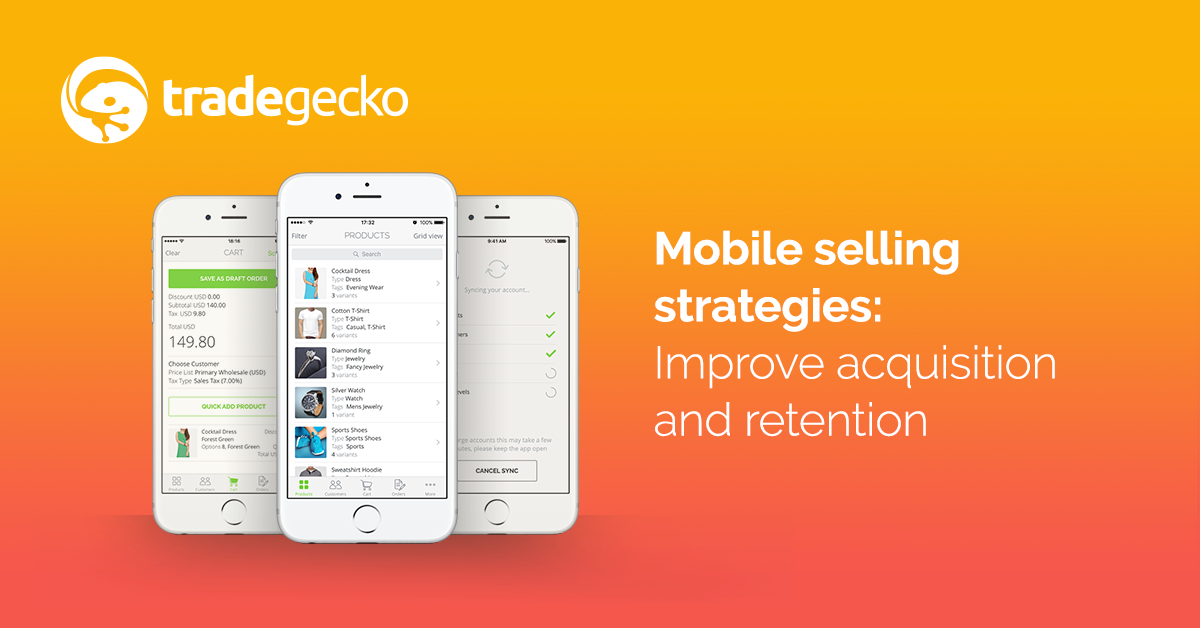 tradegecko
Mobile selling
strategies:
Improve acquisition
and retention
18:16
Clear
CART
SAVE AS DRAFT ORDER
Discount USD 0.00
Subtotal USD 140.00
Tax USD 9.80
Total USD
149.80
Choose Customer
Price List Primary Wholesale (USD)
Tax Type Sales Tax (7.00%)
QUICK ADD PRODUCT
Cocktail Dress
Forest Green
Options 8, Forest Green
Total US
Products Customers Cart Orders
17:32 100%
Filter PRODUCTS Grid view
Search
Cocktail Dress
Type Dress
Tags Evening Wear
3 variants
Cotton T-Shirt
Type T-Shirt
Tags Casual, T-Shirt
6 variants
Diamond Ring
Type Jewelry
Tags Fancy Jewelry
3 variants
Silver Watch
Type Watch
Tags Mens Jewelry
1 variant
Sports Shoes
Type Sports Shoes
Tags Sports
4 variants
Sweatshirt Hoodie
Products Customers Cart Orders More
9:41 AM 100%
Syncing your account...
CANCEL SYNC